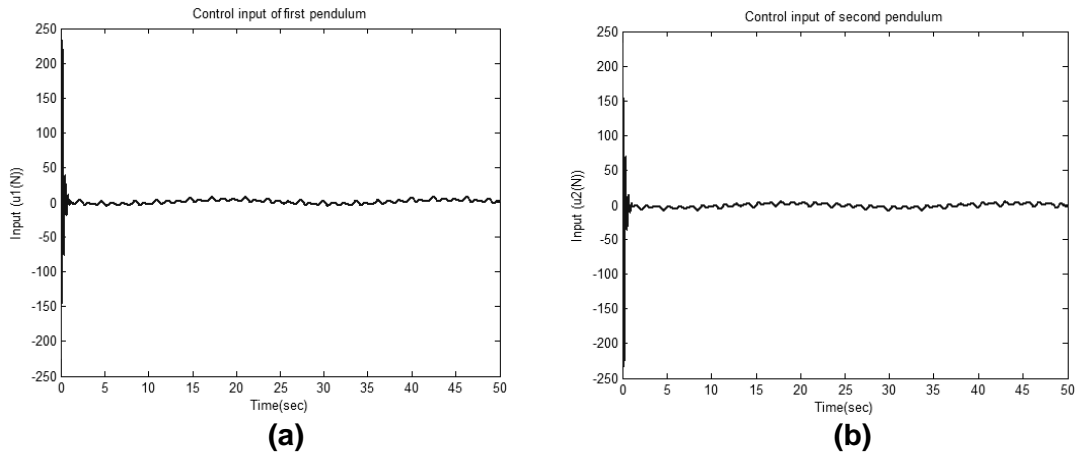 Control input of first pendulum
250
200
150
100
50
0
-50
-100
-150
-200
-250
Input (u1(N))
0 5 10 15 20 25 30 35 40 45 50
Time(sec)
(a)
Control input of second pendulum
250
200
150
100
50
0
-50
-100
-150
-200
-250
Input (u2(N))
0 5 10 15 20 25 30 35 40 45 50
Time(sec)
(b)